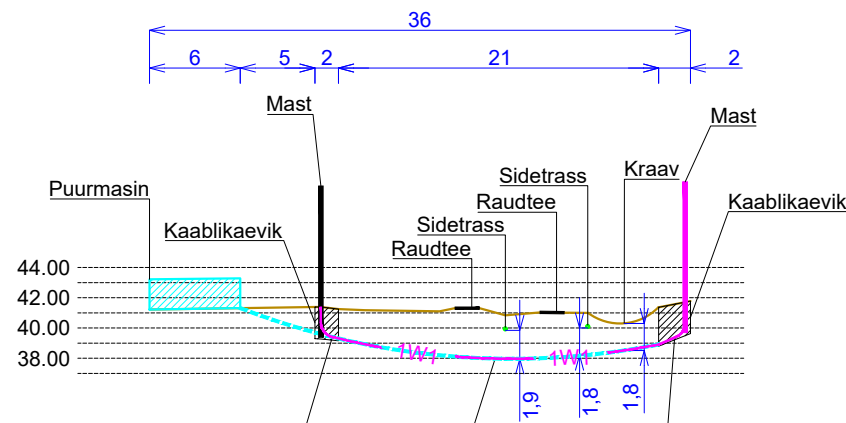 36
6 5 2 21 2
Mast
Mast
Puurmasin
Sidetrass
Kraav
Raudtee
Kaablikaevik
Sidetrass
Kaablikaevik
Raudtee
44.00
42.00
40.00
38.00
1W1 1W1
1,9 1,8 1,8